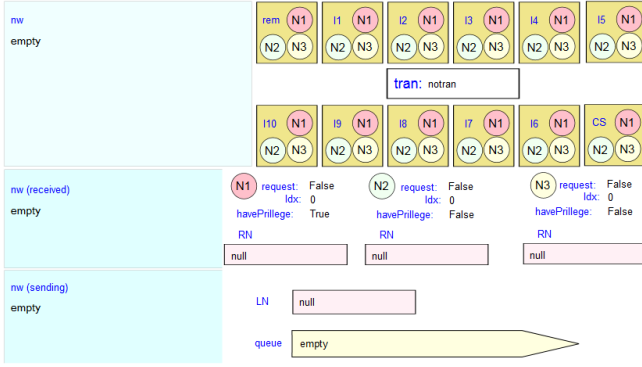 nw
empty
rem N1 N2 N3
l1 N1 N2 N3
l2 N1 N2 N3
l3 N1 N2 N3
l4 N1 N2 N3
l5 N1 N2 N3
tran: notran
l10 N1 N2 N3
l9 N1 N2 N3
l8 N1 N2 N3
l7 N1 N2 N3
l6 N1 N2 N3
CS N1 N2 N3
nw (received)
empty
N1 request: False
Idx: 0
havePrillege: True
RN
null
N2 request: False
Idx: 0
havePrillege: False
RN
null
N3 request: False
Idx: 0
havePrillege: False
RN
null
nw (sending)
empty
LN null
queue empty